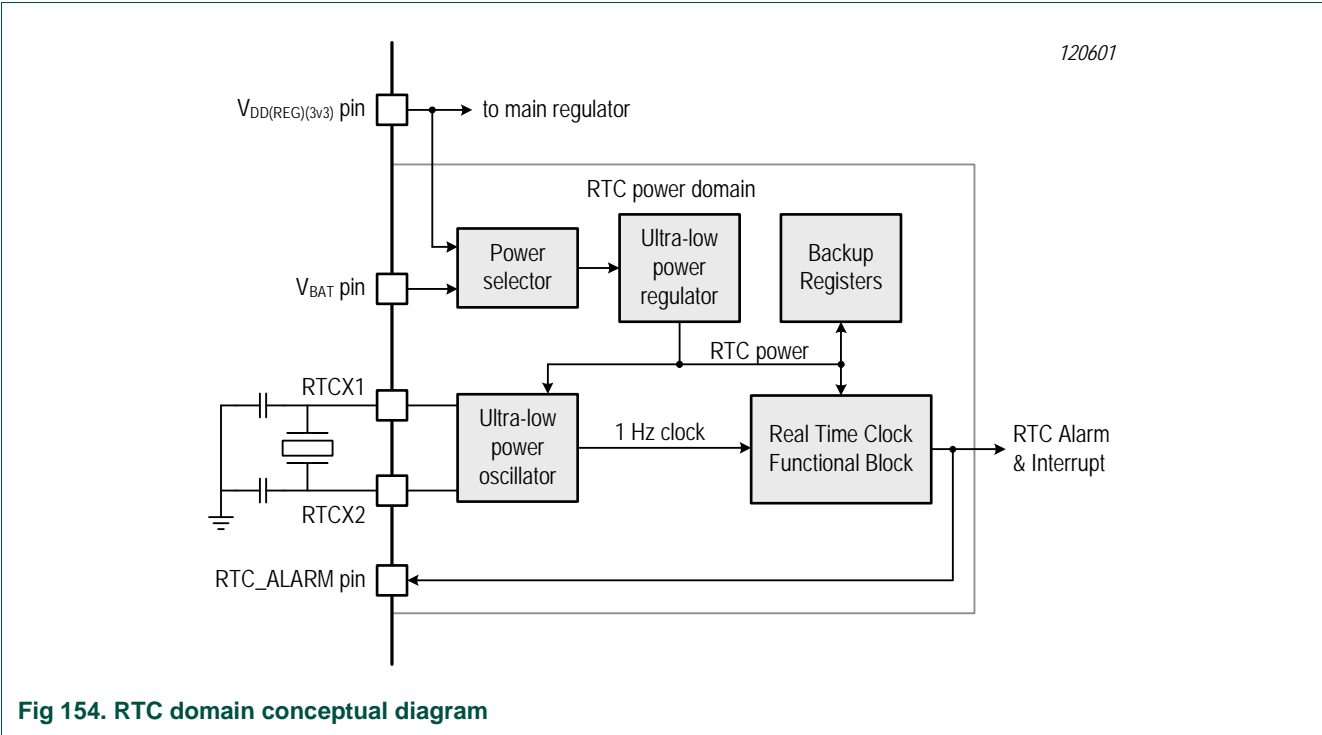 120601
VDD(REG)(3v3) pin
to main regulator
RTC power domain
Power
selector
Ultra-low
power
regulator
Backup
Registers
VBAT pin
RTC power
RTCX1
Ultra-low
power
oscillator
1 Hz clock
Real Time Clock
Functional Block
RTC Alarm
& Interrupt
RTCX2
RTC_ALARM pin
Fig 154. RTC domain conceptual diagram